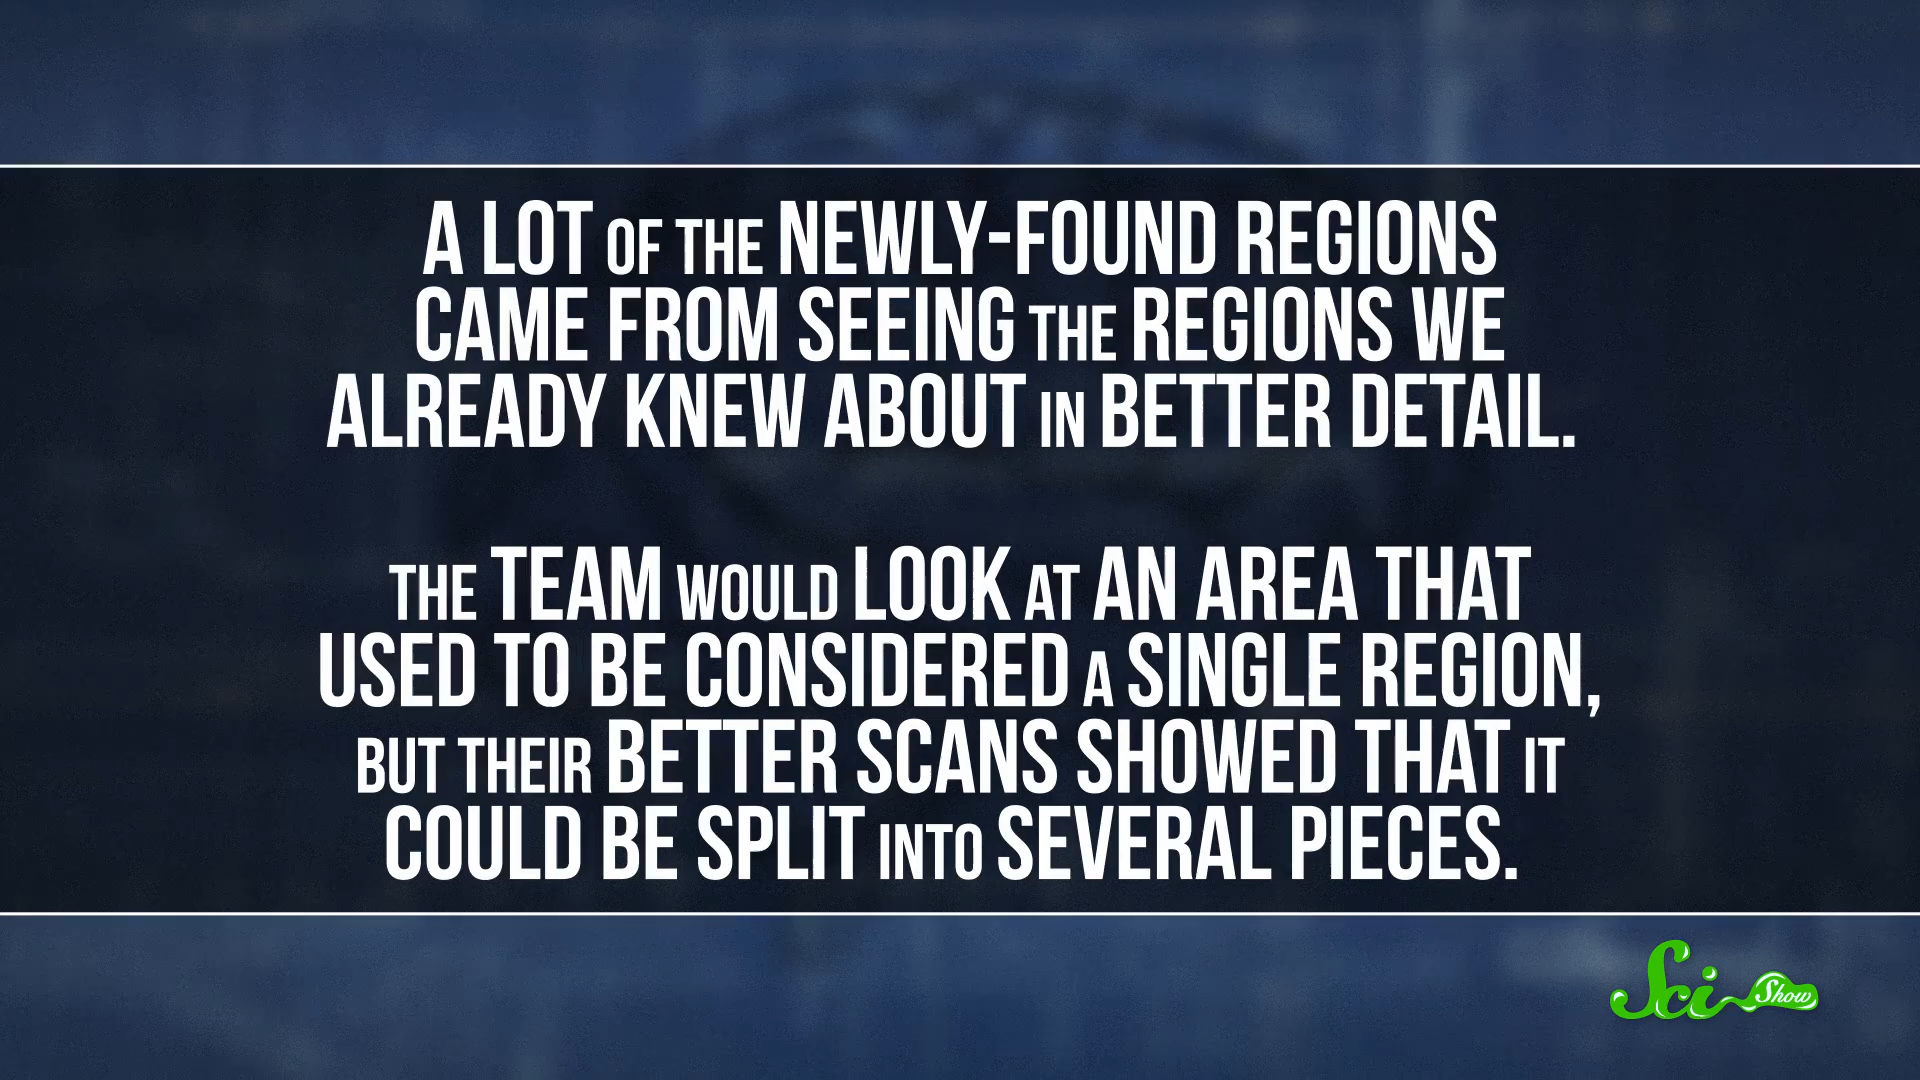 A LOT OF THE NEWLY-FOUND REGIONS
CAME FROM SEEING THE REGIONS WE
ALREADY KNEW ABOUT IN BETTER DETAIL.
THE TEAM WOULD LOOK AT AN AREA THAT
USED TO BE CONSIDERED A SINGLE REGION,
BUT THEIR BETTER SCANS SHOWED THAT IT
COULD BE SPLIT INTO SEVERAL PIECES.
Sci Show